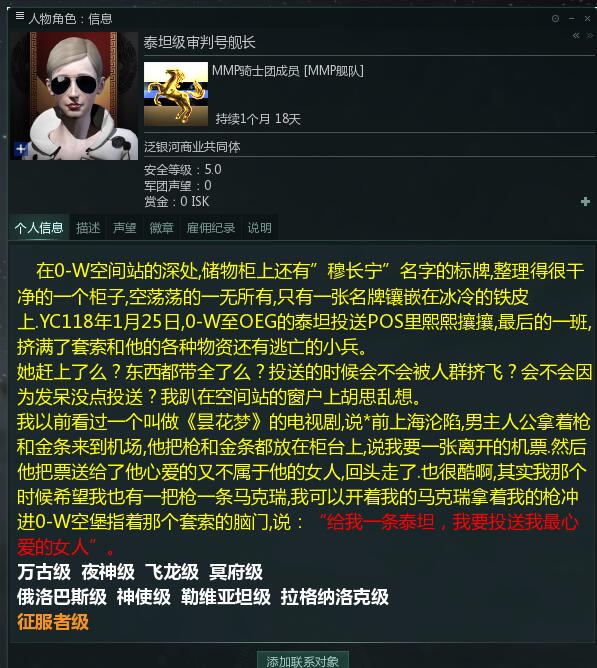 人物角色：信息
泰坦级审判号舰长
MMP骑士团成员 [MMP舰队]
持续1个月 18天
泛银河商业共同体
安全等级：5.0
军团声望：0
赏金：0 ISK
个人信息 描述 声望 徽章 雇佣纪录 说明
在0-W空间站的深处,储物柜上还有”穆长宁”名字的标牌,整理得很干
净的一个柜子,空荡荡的一无所有,只有一张名牌镶嵌在冰冷的铁皮
上.YC118年1月25日,0-W至OEG的泰坦投送POS里熙熙攘攘,最后的一班,
挤满了套索和他的各种物资还有逃亡的小兵。
她赶上了么？东西都带全了么？投送的时候会不会被人群挤飞？会不会因
为发呆没点投送？我趴在空间站的窗户上胡思乱想。
我以前看过一个叫做《昙花梦》的电视剧,说*前上海沦陷,男主人公拿着枪
和金条来到机场,他把枪和金条都放在柜台上,说我要一张离开的机票.然后
他把票送给了他心爱的又不属于他的女人,回头走了.也很酷啊,其实我那个
时候希望我也有一把枪一条马克瑞,我可以开着我的马克瑞拿着我的枪冲
进0-W空堡指着那个套索的脑门,说：“给我一条泰坦，我要投送我最心
爱的女人”。
万古级 夜神级 飞龙级 冥府级
俄洛巴斯级 神使级 勒维亚坦级 拉格纳洛克级
征服者级
添加联系对象